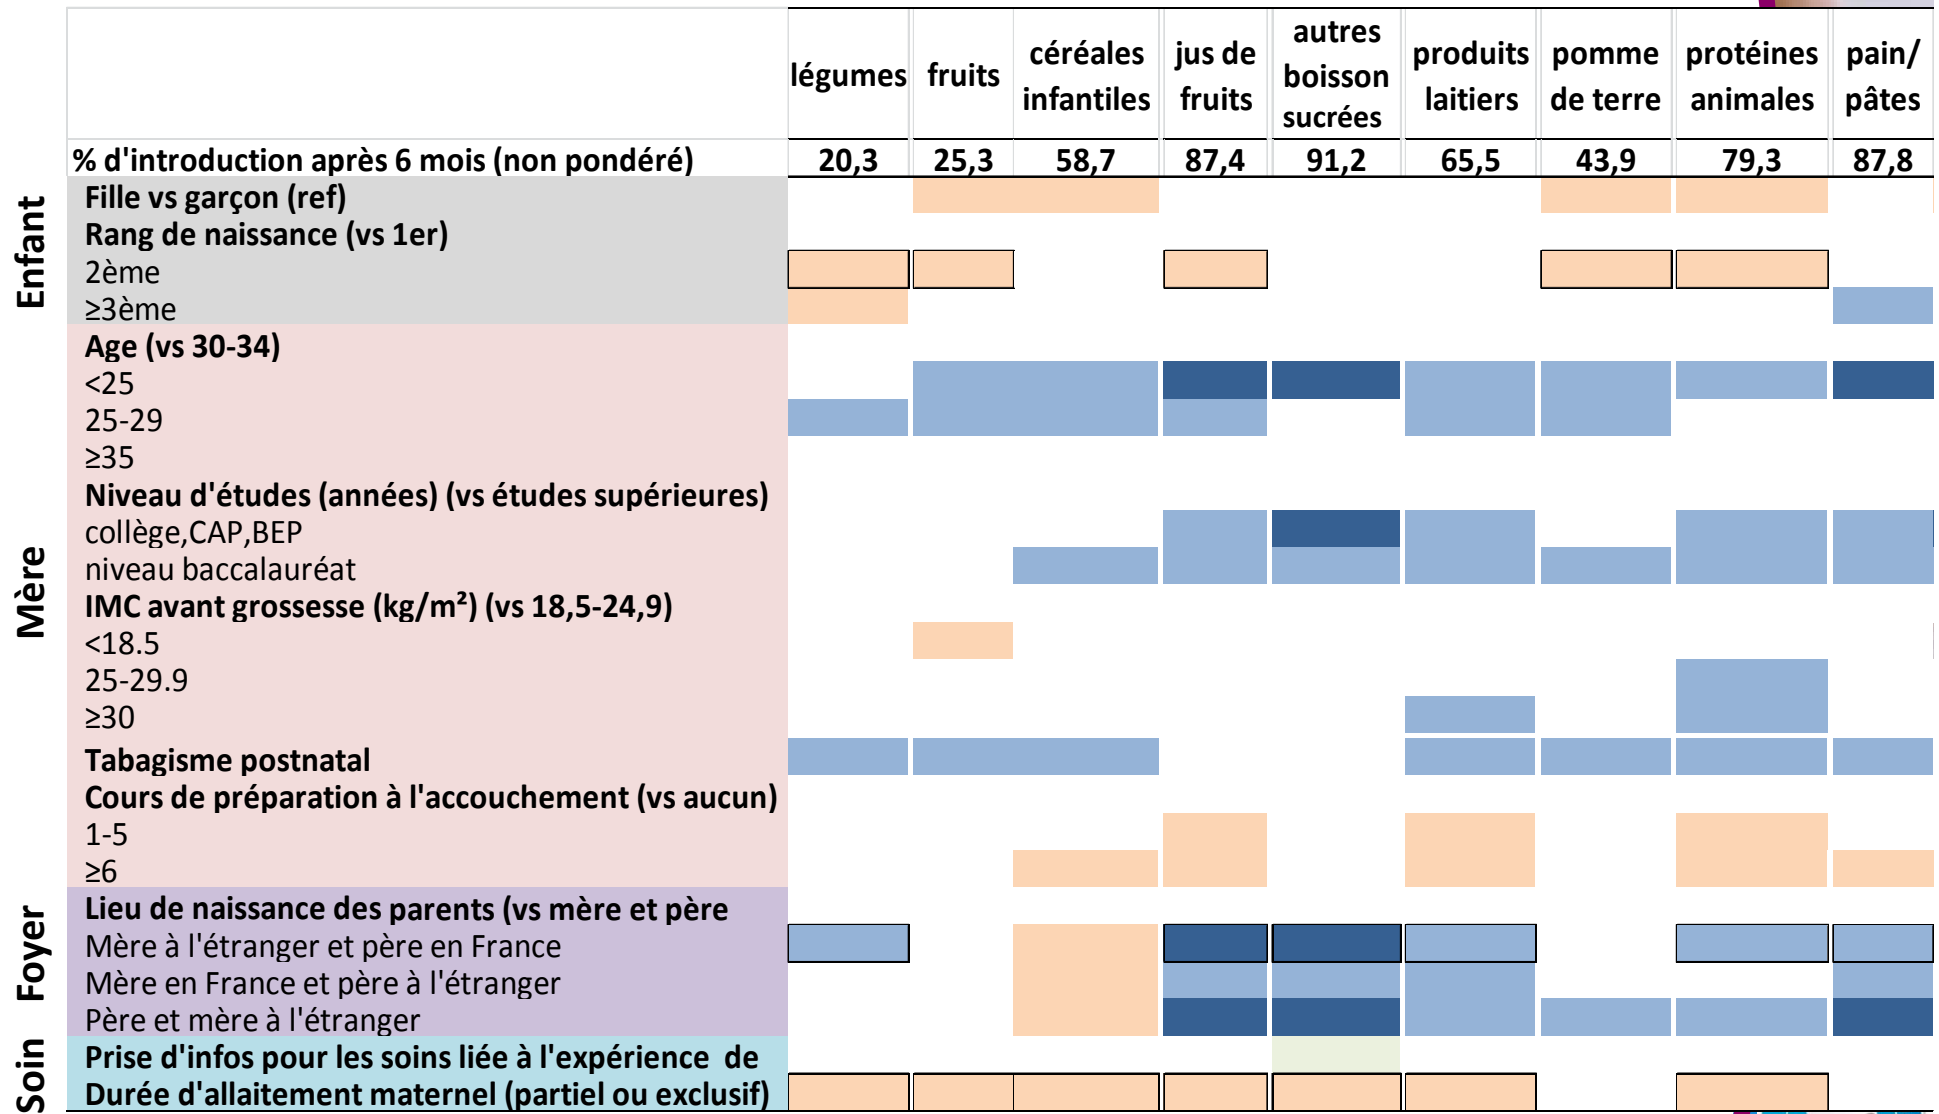 légumes fruits céréales infantiles jus de fruits autres boisson sucrées produits laitiers pomme de terre protéines animales pain/ pâtes
% d'introduction après 6 mois (non pondéré) 20,3 25,3 58,7 87,4 91,2 65,5 43,9 79,3 87,8
Enfant
Fille vs garçon (ref)
Rang de naissance (vs 1er)
2ème
≥3ème
Mère
Age (vs 30-34)
<25
25-29
≥35
Niveau d'études (années) (vs études supérieures)
collège,CAP,BEP
niveau baccalauréat
IMC avant grossesse (kg/m²) (vs 18,5-24,9)
<18.5
25-29.9
≥30
Tabagisme postnatal
Cours de préparation à l'accouchement (vs aucun)
1-5
≥6
Foyer
Lieu de naissance des parents (vs mère et père
Mère à l'étranger et père en France
Mère en France et père à l'étranger
Père et mère à l'étranger
Soin
Prise d'infos pour les soins liée à l'expérience de
Durée d'allaitement maternel (partiel ou exclusif)